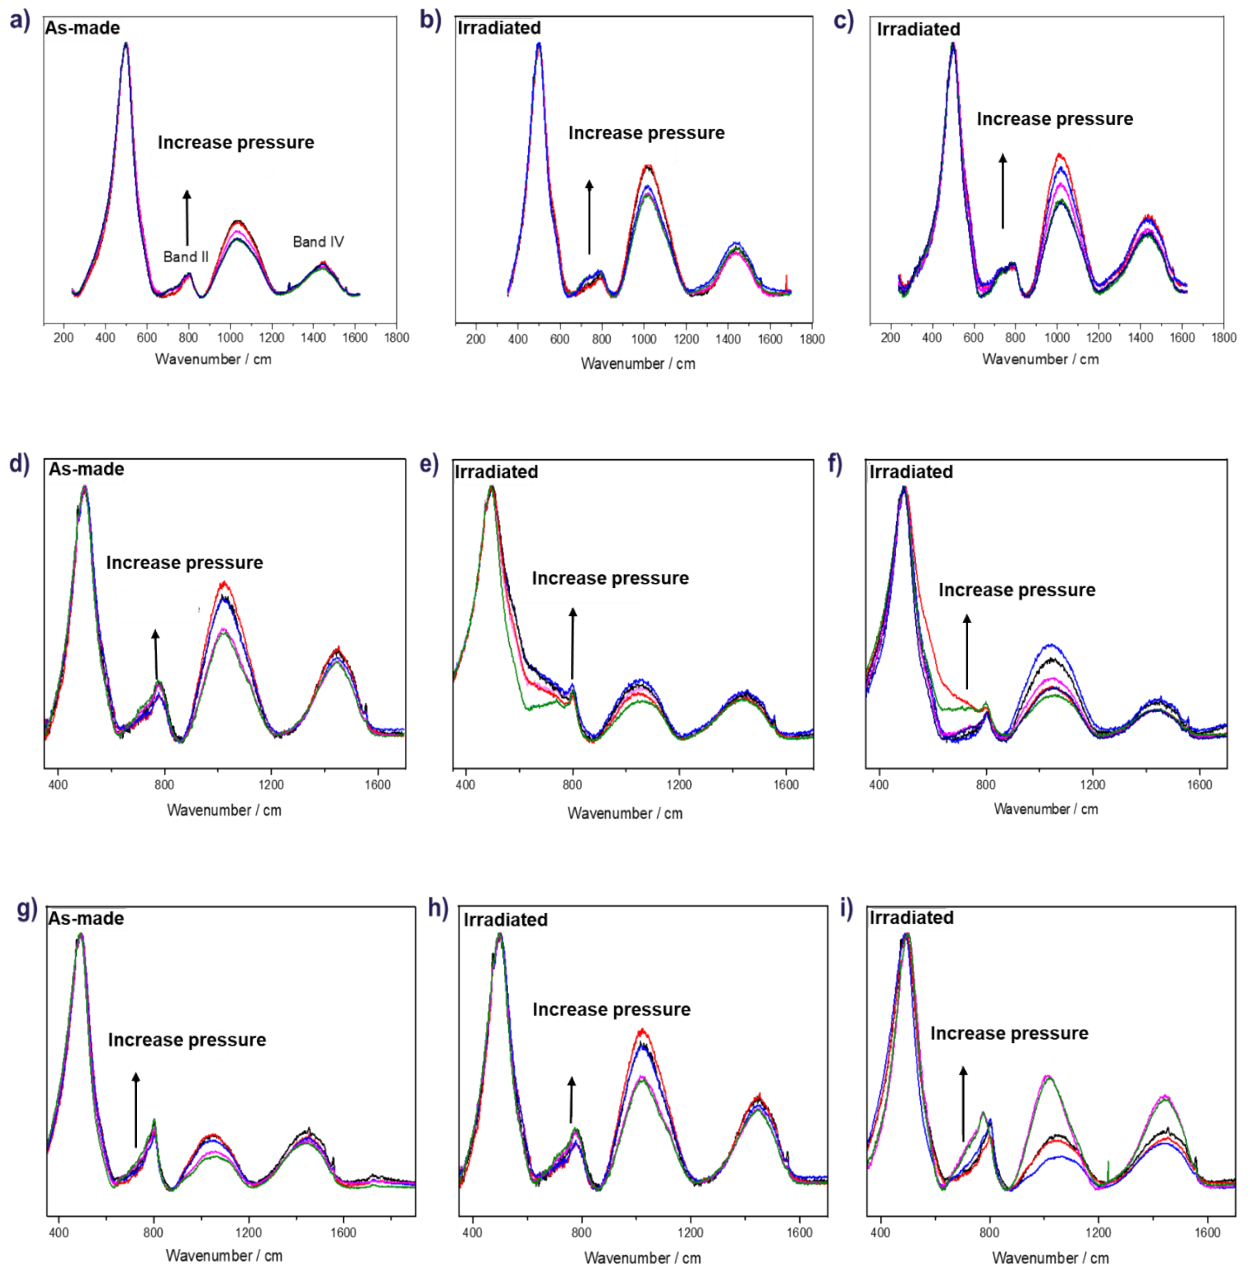 a)
As-made
Increase pressure
Band II
Band IV
200 400 600 800 1000 1200 1400 1600 1800
Wavenumber / cm
b)
Irradiated
Increase pressure
200 400 600 800 1000 1200 1400 1600 1800
Wavenumber / cm
c)
Irradiated
Increase pressure
200 400 600 800 1000 1200 1400 1600 1800
Wavenumber / cm
d)
As-made
Increase pressure
400 800 1200 1600
Wavenumber / cm
e)
Irradiated
Increase pressure
400 800 1200 1600
Wavenumber / cm
f)
Irradiated
Increase pressure
400 800 1200 1600
Wavenumber / cm
g)
As-made
Increase pressure
400 800 1200 1600
Wavenumber / cm
h)
Irradiated
Increase pressure
400 800 1200 1600
Wavenumber / cm
i)
Irradiated
Increase pressure
400 800 1200 1600
Wavenumber / cm